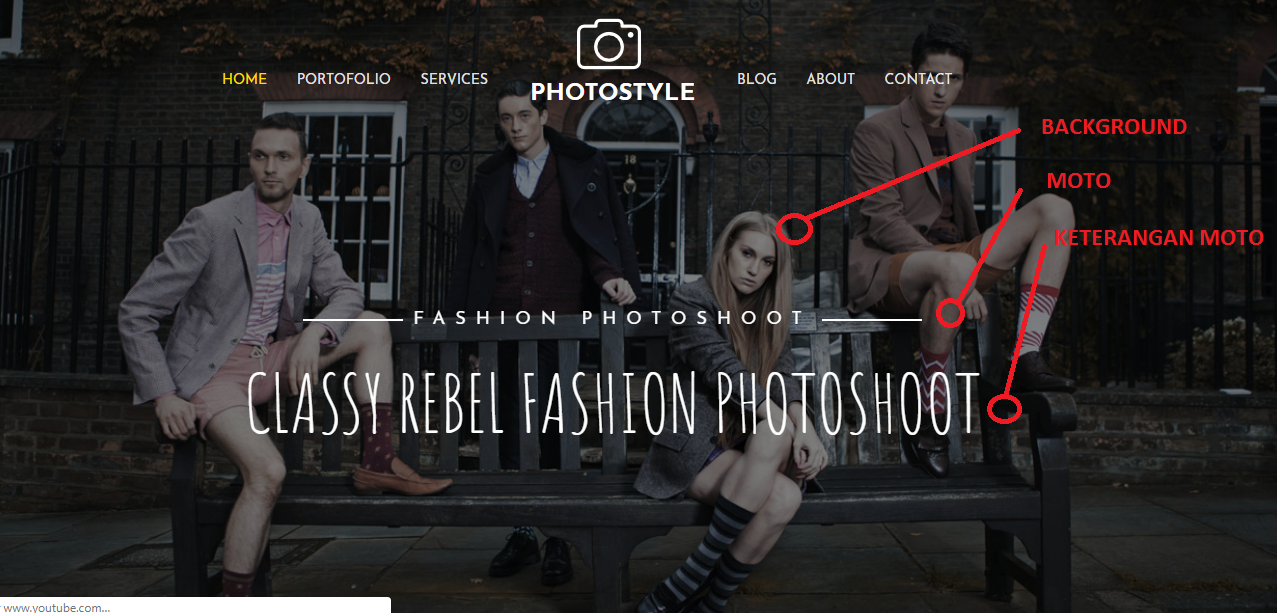 HOME PORTOFOLIO SERVICES PHOTOSTYLE BLOG ABOUT CONTACT
BACKGROUND
MOTO
KETERANGAN MOTO
18
FASHION PHOTOSHOOT
CLASSY REBEL FASHION PHOTOSHOOT
www.youtube.com...